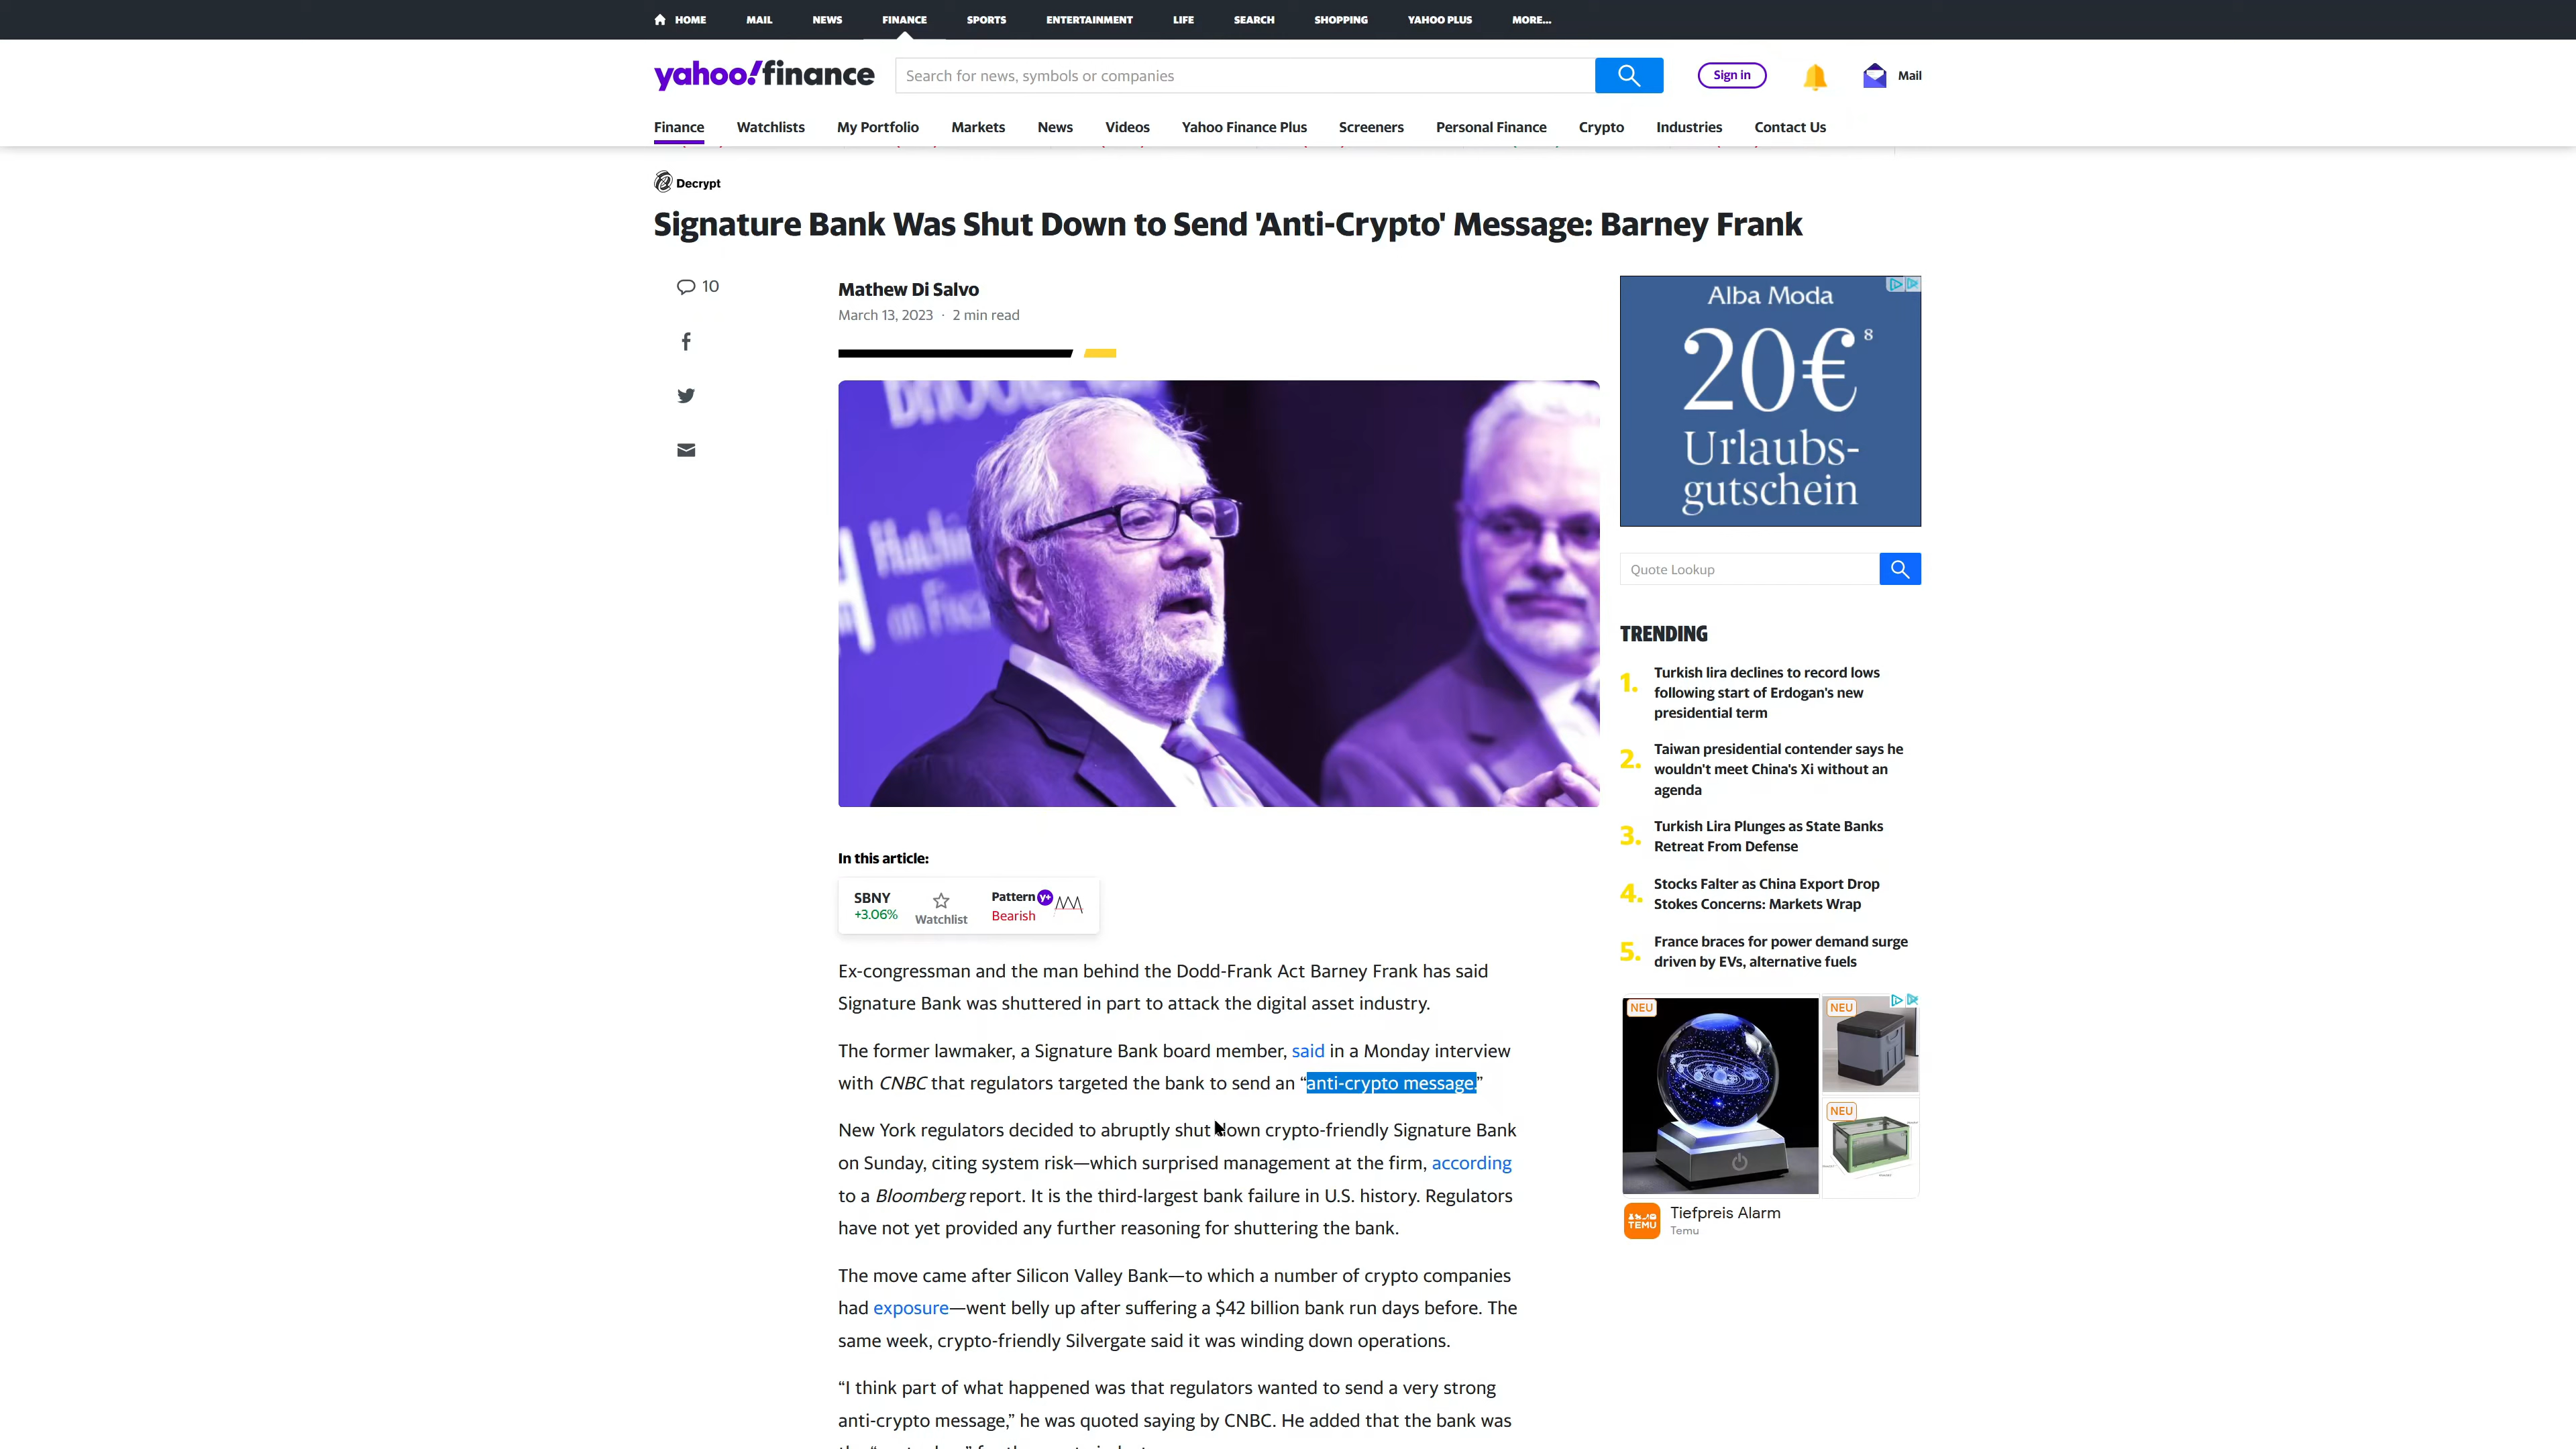 HOME MAIL NEWS FINANCE SPORTS ENTERTAINMENT LIFE SEARCH SHOPPING YAHOO PLUS MORE...
yahoo!finance
Search for news, symbols or companies
Sign in
Mail
Finance Watchlists My Portfolio Markets News Videos Yahoo Finance Plus Screeners Personal Finance Crypto Industries Contact Us
Decrypt
Signature Bank Was Shut Down to Send 'Anti-Crypto' Message: Barney Frank
10
Mathew Di Salvo
March 13, 2023 · 2 min read
In this article:
SBNY
+3.06%
Watchlist
Pattern Y+
Bearish
Ex-congressman and the man behind the Dodd-Frank Act Barney Frank has said
Signature Bank was shuttered in part to attack the digital asset industry.
The former lawmaker, a Signature Bank board member, said in a Monday interview
with CNBC that regulators targeted the bank to send an “anti-crypto message.”
New York regulators decided to abruptly shut down crypto-friendly Signature Bank
on Sunday, citing system risk—which surprised management at the firm, according
to a Bloomberg report. It is the third-largest bank failure in U.S. history. Regulators
have not yet provided any further reasoning for shuttering the bank.
The move came after Silicon Valley Bank—to which a number of crypto companies
had exposure—went belly up after suffering a $42 billion bank run days before. The
same week, crypto-friendly Silvergate said it was winding down operations.
“I think part of what happened was that regulators wanted to send a very strong
anti-crypto message,” he was quoted saying by CNBC. He added that the bank was
Alba Moda
20€ 8
Urlaubs-
gutschein
Quote Lookup
TRENDING
1. Turkish lira declines to record lows
following start of Erdogan's new
presidential term
2. Taiwan presidential contender says he
wouldn't meet China's Xi without an
agenda
3. Turkish Lira Plunges as State Banks
Retreat From Defense
4. Stocks Falter as China Export Drop
Stokes Concerns: Markets Wrap
5. France braces for power demand surge
driven by EVs, alternative fuels
NEU
NEU
NEU
TEMU
Tiefpreis Alarm
Temu